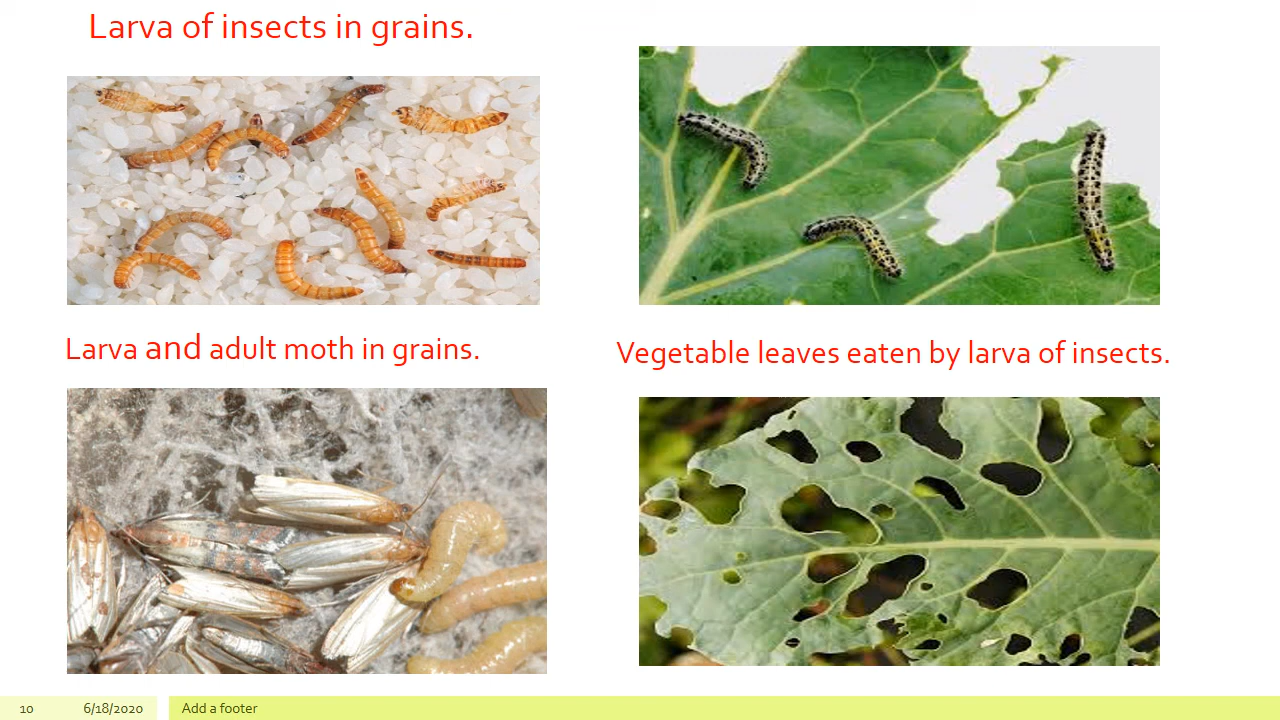 Larva of insects in grains.
Larva and adult moth in grains.
Vegetable leaves eaten by larva of insects.
10 6/18/2020 Add a footer